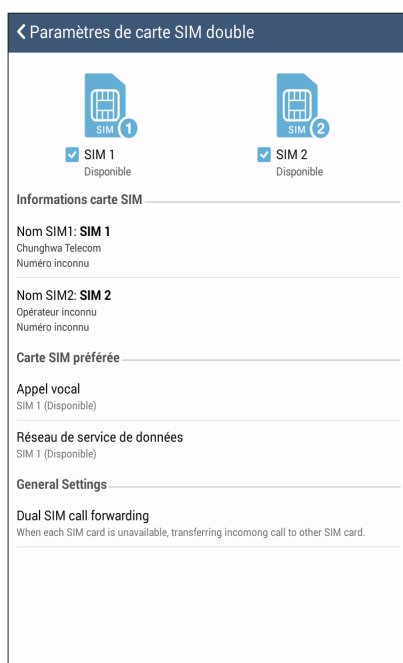 Paramètres de carte SIM double
SIM 1
SIM 2
SIM 1
SIM 2
Disponible
Disponible
Informations carte SIM
Nom SIM1: SIM 1
Chunghwa Telecom
Numéro inconnu
Nom SIM2: SIM 2
Opérateur inconnu
Numéro inconnu
Carte SIM préférée
Appel vocal
SIM 1 (Disponible)
Réseau de service de données
SIM 1 (Disponible)
General Settings
Dual SIM call forwarding
When each SIM card is unavailable, transferring incomong call to other SIM card.